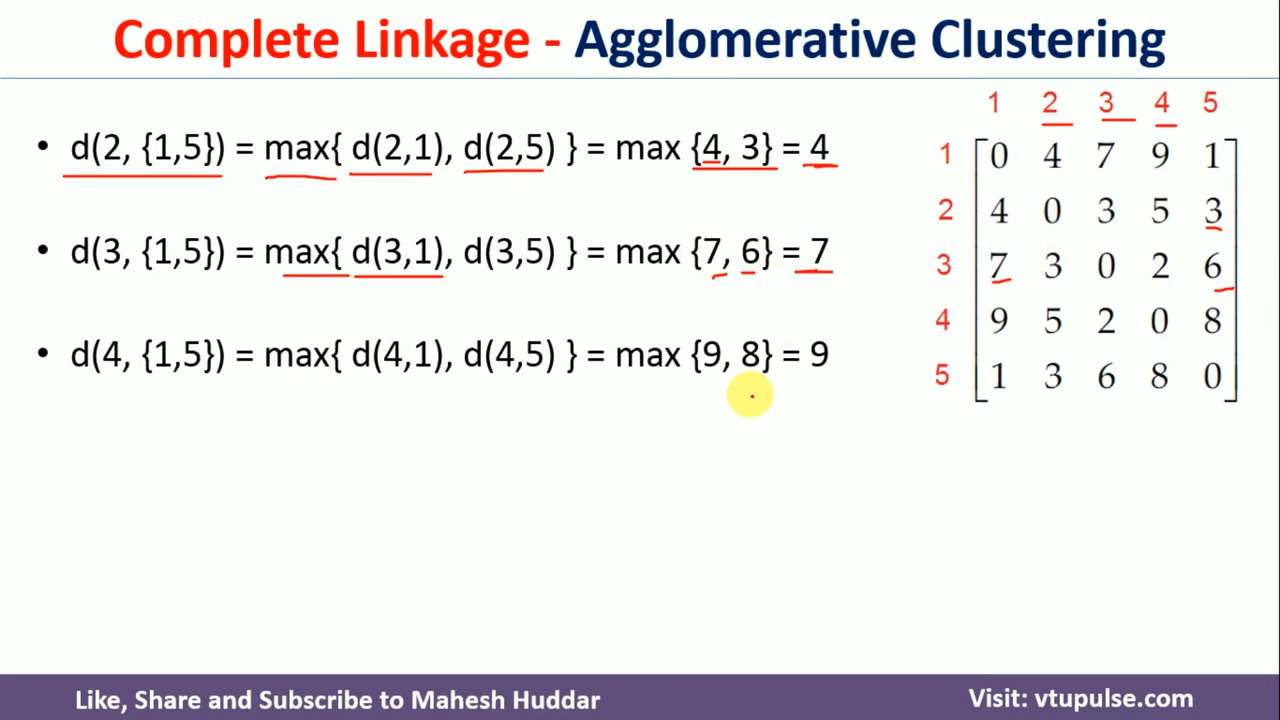 Complete Linkage - Agglomerative Clustering
• d(2, {1,5}) = max{ d(2,1), d(2,5) } = max {4, 3} = 4
• d(3, {1,5}) = max{ d(3,1), d(3,5) } = max {7, 6} = 7
• d(4, {1,5}) = max{ d(4,1), d(4,5) } = max {9, 8} = 9
1 2 3 4 5
1 0 4 7 9 1
2 4 0 3 5 3
3 7 3 0 2 6
4 9 5 2 0 8
5 1 3 6 8 0
Like, Share and Subscribe to Mahesh Huddar
Visit: vtupulse.com